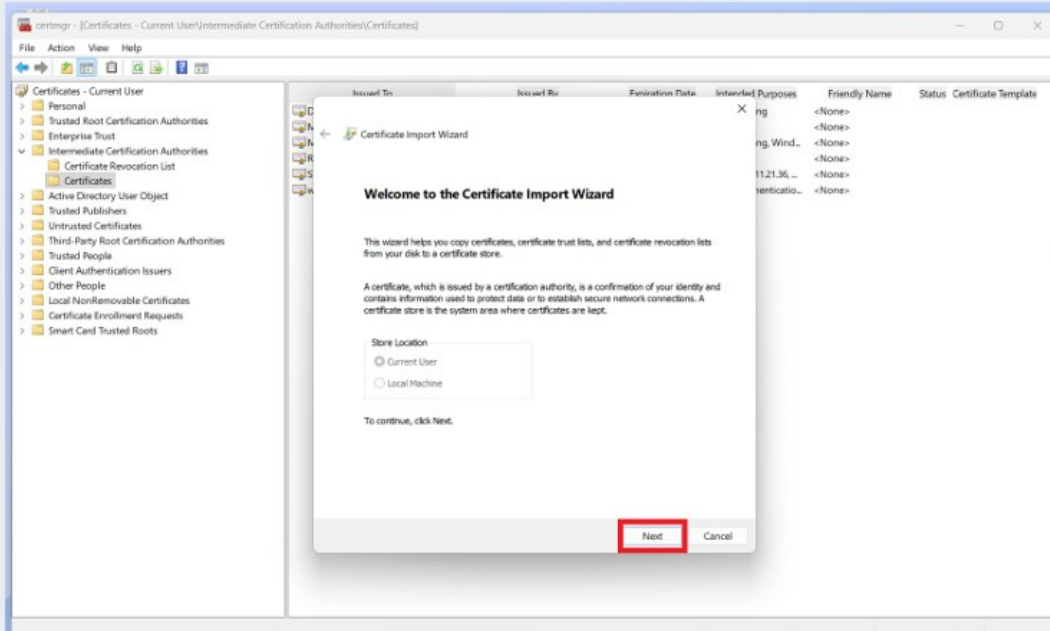 certmgr - [Certificates - Current User\Intermediate Certification Authorities\Certificates]
File Action View Help
Certificates - Current User
Personal
Trusted Root Certification Authorities
Enterprise Trust
Intermediate Certification Authorities
Certificate Revocation List
Certificates
Active Directory User Object
Trusted Publishers
Untrusted Certificates
Third-Party Root Certification Authorities
Trusted People
Client Authentication Issuers
Other People
Local NonRemovable Certificates
Certificate Enrollment Requests
Smart Card Trusted Roots
Issued To Issued By Expiration Date Intended Purposes Friendly Name Status Certificate Template
ng <None>
<None>
ng, Wind... <None>
<None>
11.21.36, ... <None>
henticatio... <None>
Certificate Import Wizard
Welcome to the Certificate Import Wizard
This wizard helps you copy certificates, certificate trust lists, and certificate revocation lists
from your disk to a certificate store.
A certificate, which is issued by a certification authority, is a confirmation of your identity and
contains information used to protect data or to establish secure network connections. A
certificate store is the system area where certificates are kept.
Store Location
Current User
Local Machine
To continue, click Next.
Next Cancel